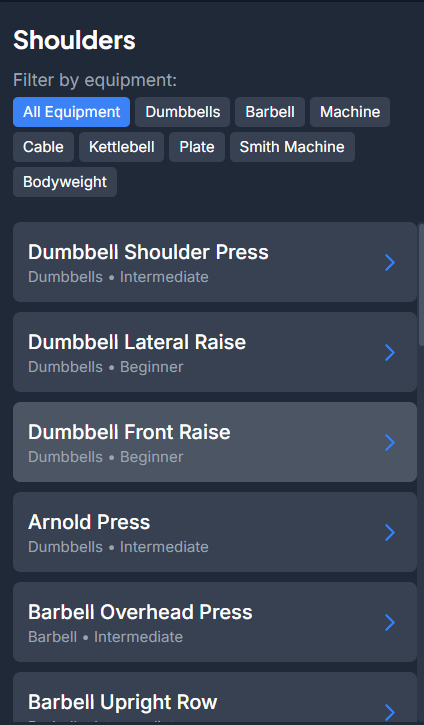 Shoulders
Filter by equipment:
All Equipment Dumbbells Barbell Machine
Cable Kettlebell Plate Smith Machine
Bodyweight
Dumbbell Shoulder Press
Dumbbells • Intermediate
Dumbbell Lateral Raise
Dumbbells • Beginner
Dumbbell Front Raise
Dumbbells • Beginner
Arnold Press
Dumbbells • Intermediate
Barbell Overhead Press
Barbell • Intermediate
Barbell Upright Row